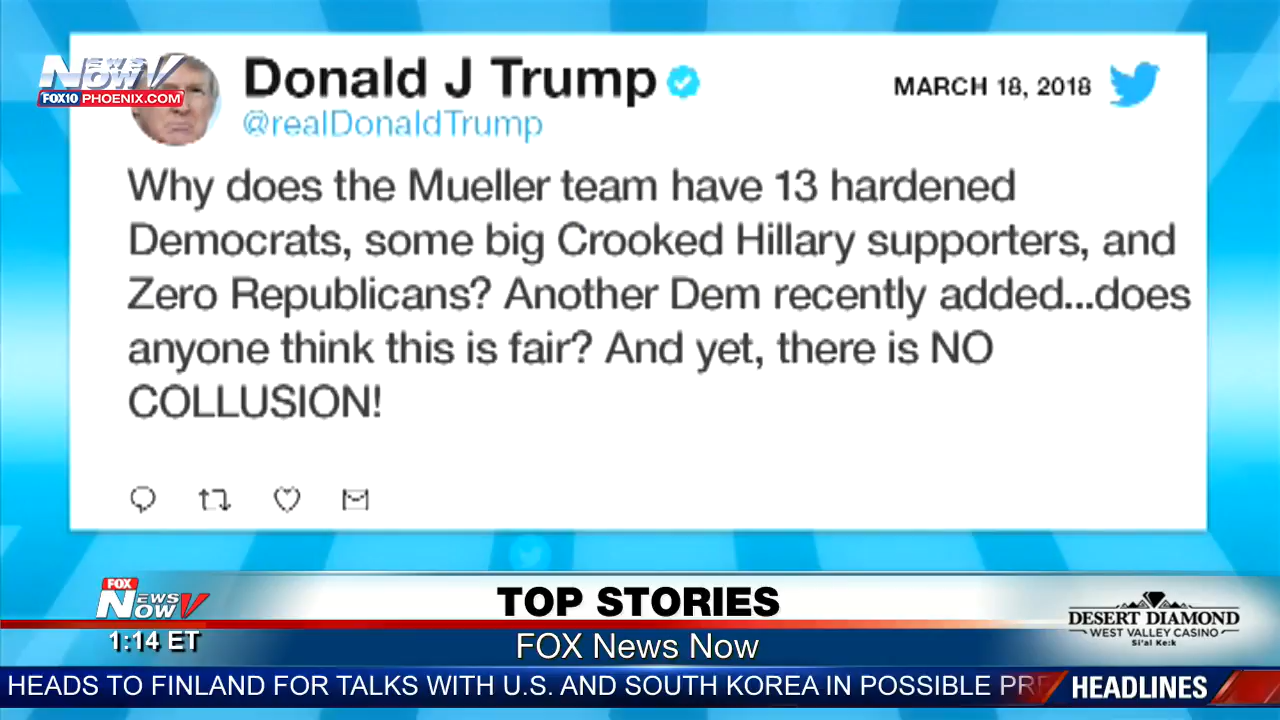 NEWS
NOW
FOX10 PHOENIX.COM
Donald J Trump
@realDonaldTrump
MARCH 18, 2018
Why does the Mueller team have 13 hardened
Democrats, some big Crooked Hillary supporters, and
Zero Republicans? Another Dem recently added...does
anyone think this is fair? And yet, there is NO
COLLUSION!
FOX
NEWS
NOW
1:14 ET
TOP STORIES
FOX News Now
DESERT DIAMOND
WEST VALLEY CASINO
Si'al Ke:k
HEADS TO FINLAND FOR TALKS WITH U.S. AND SOUTH KOREA IN POSSIBLE
HEADLINES